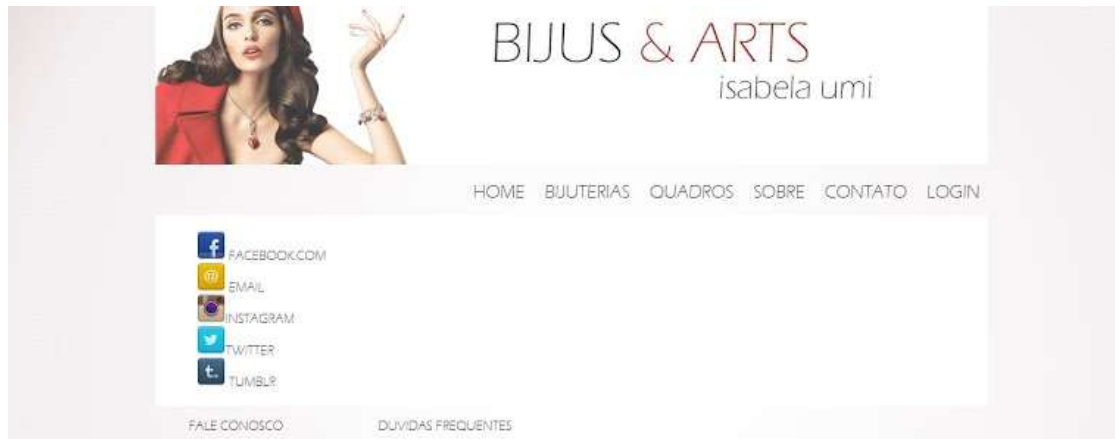 BIJUS & ARTS
isabela umi
HOME BIJUTERIAS QUADROS SOBRE CONTATO LOGIN
f FACEBOOK.COM
@ EMAIL
INSTAGRAM
TWITTER
t. TUMBLR
FALE CONOSCO DUVIDAS FREQUENTES